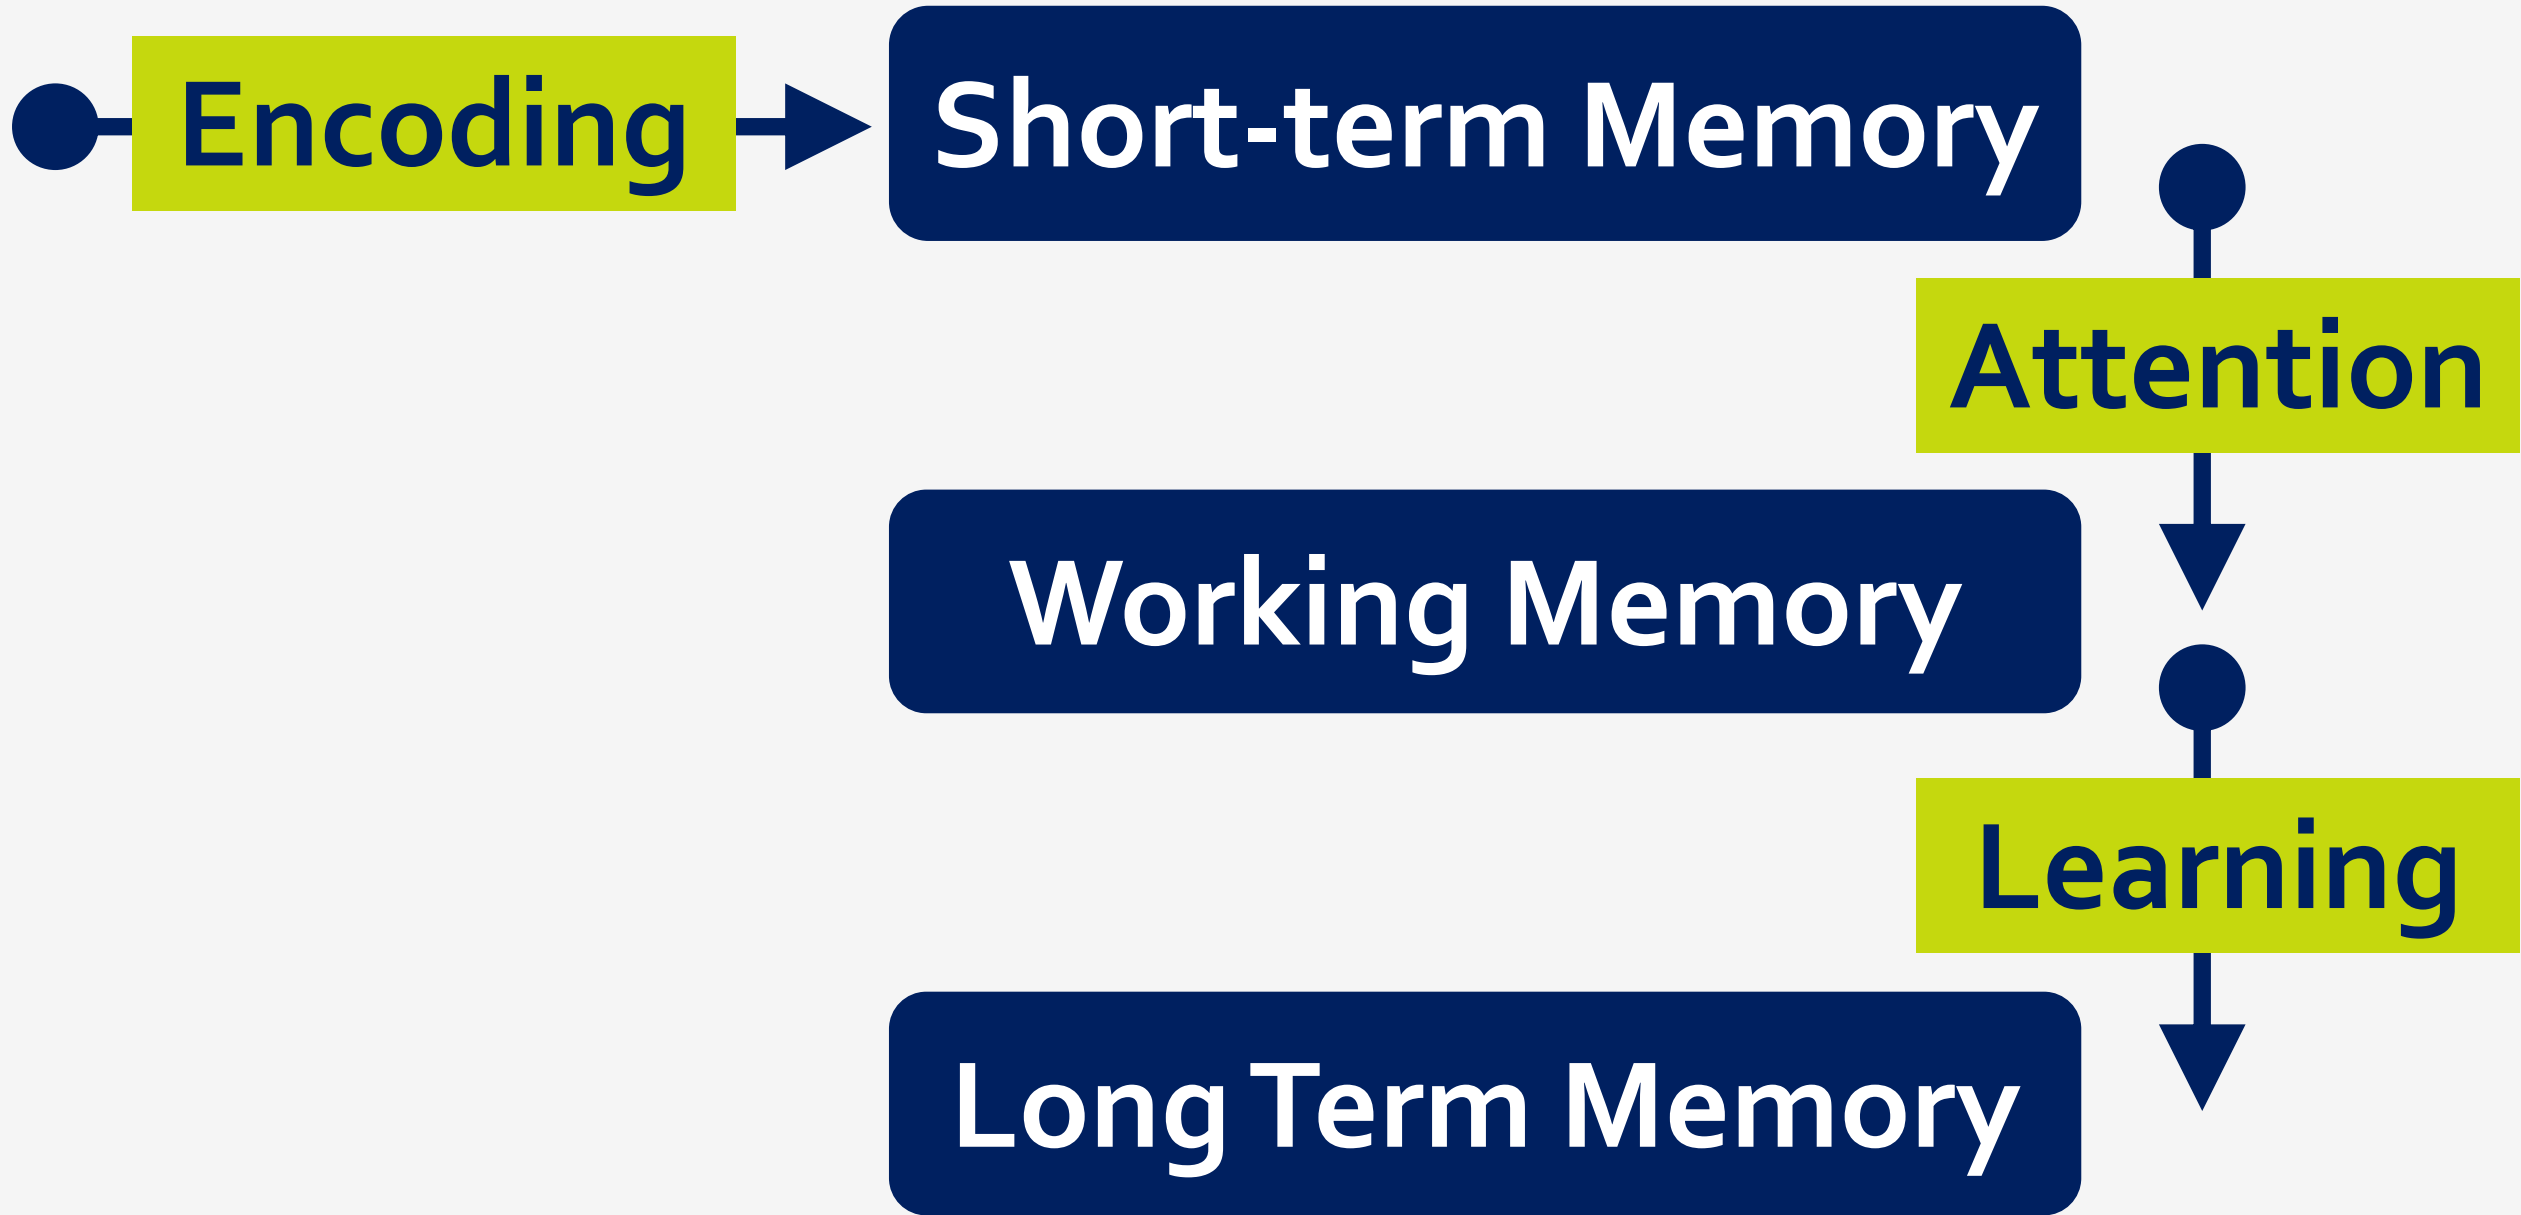 Encoding
Short-term Memory
Attention
Working Memory
Learning
Long Term Memory